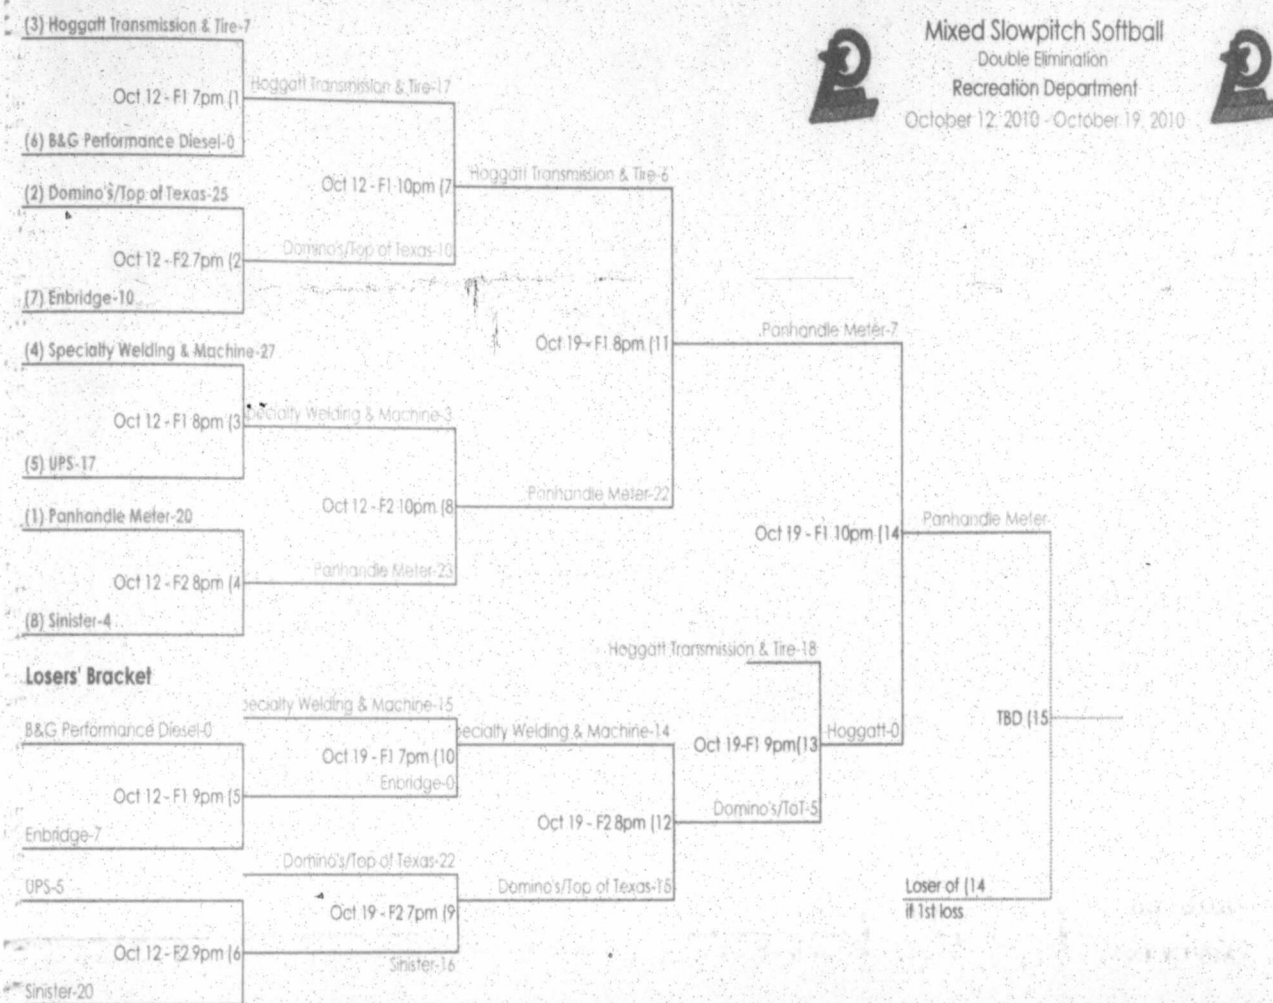 Mixed Slowpitch Softball
Double Elimination
Recreation Department
October 12, 2010 - October 19, 2010
(3) Hoggatt Transmission & Tire-7
Oct 12 - F1 7pm (1
Hoggatt Transmission & Tire-17
(6) B&G Performance Diesel-0
Oct 12 - F1 10pm (7
Hoggatt Transmission & Tire-6
(2) Domino's/Top of Texas-25
Oct 12 - F2 7pm (2
Domino's/Top of Texas-10
(7) Enbridge-10
Oct 19 - F1 8pm (11
Panhandle Meter-7
(4) Specialty Welding & Machine-27
Oct 12 - F1 8pm (3
pecialty Welding & Machine-3
(5) UPS-17
Oct 12 - F2 10pm (8
Panhandle Meter-22
(1) Panhandle Meter-20
Oct 12 - F2 8pm (4
Panhandle Meter-23
(8) Sinister-4
Oct 19 - F1 10pm (14
Panhandle Meter-
Losers' Bracket
Hoggatt Transmission & Tire-18
pecialty Welding & Machine-15
B&G Performance Diesel-0
Oct 19 - F1 7pm (10
pecialty Welding & Machine-14
Oct 19-F1 9pm(13
Hoggatt-0
TBD (15
Enbridge-0
Oct 12 - F1 9pm (5
Enbridge-7
Oct 19 - F2 8pm (12
Domino's/ToT-5
Domino's/Top of Texas-22
UPS-5
Oct 19 - F2 7pm (9
Domino's/Top of Texas-15
Loser of (14
if 1st loss
Oct 12 - F2 9pm (6
Sinister-16
Sinister-20